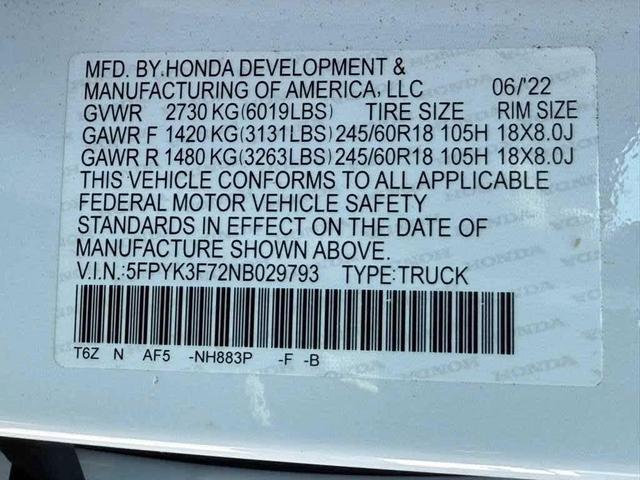 MFD. BY HONDA DEVELOPMENT &
MANUFACTURING OF AMERICA, LLC 06/'22
GVWR 2730 KG(6019LBS) TIRE SIZE RIM SIZE
GAWR F 1420 KG(3131LBS) 245/60R18 105H 18X8.0J
GAWR R 1480 KG(3263LBS) 245/60R18 105H 18X8.0J
THIS VEHICLE CONFORMS TO ALL APPLICABLE
FEDERAL MOTOR VEHICLE SAFETY
STANDARDS IN EFFECT ON THE DATE OF
MANUFACTURE SHOWN ABOVE.
V.I.N.:5FPYK3F72NB029793 TYPE:TRUCK
T6Z N AF5 -NH883P -F -B